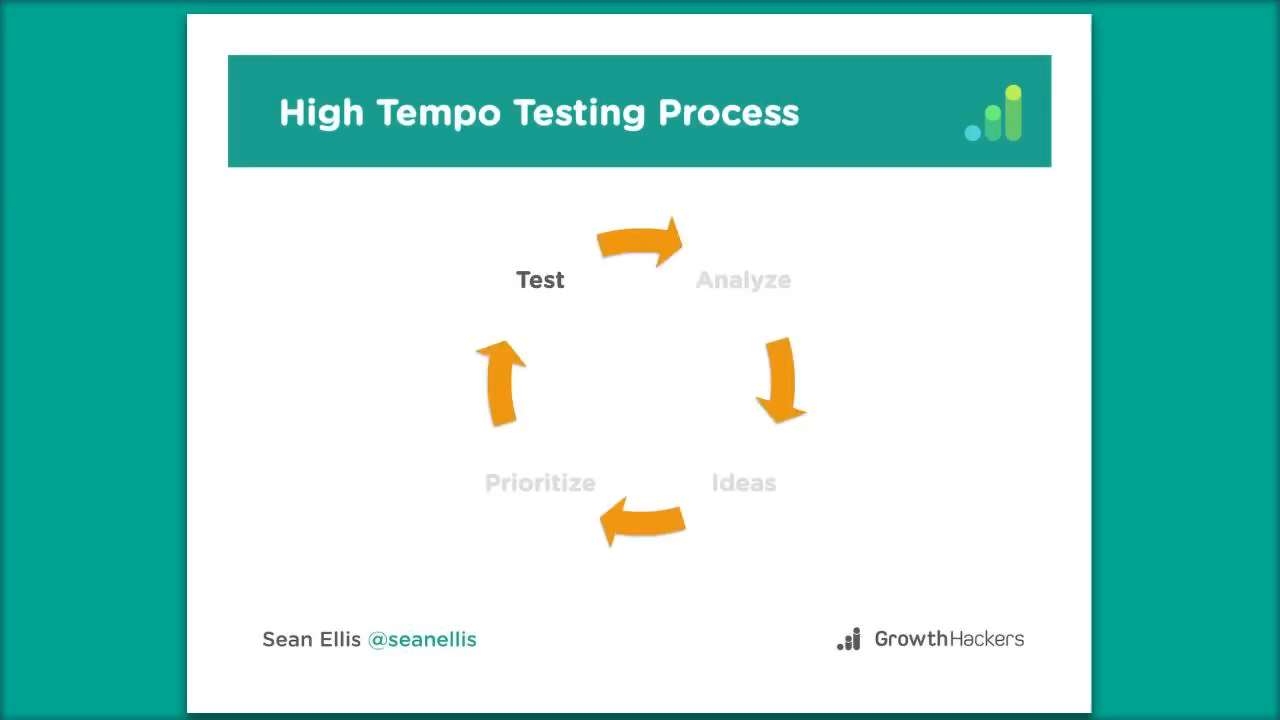 High Tempo Testing Process
Test
Analyze
Prioritize
Ideas
Sean Ellis @seanellis
GrowthHackers